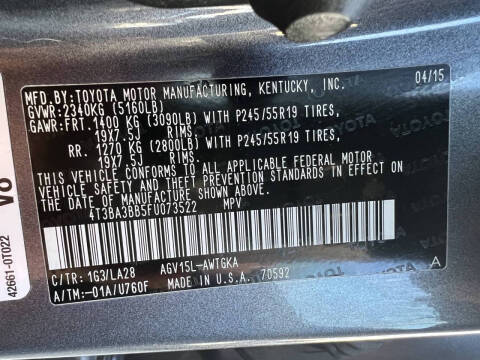 MFD.BY:TOYOTA MOTOR MANUFACTURING, KENTUCKY, INC. 04/15
GVWR:2340KG (5160LB)
GAWR:FRT.1400 KG (3090LB) WITH P245/55R19 TIRES,
19X7.5J RIMS.
RR. 1270 KG (2800LB) WITH P245/55R19 TIRES,
19X7.5J RIMS.
THIS VEHICLE CONFORMS TO ALL APPLICABLE FEDERAL MOTOR
VEHICLE SAFETY AND THEFT PREVENTION STANDARDS IN EFFECT ON
THE DATE OF MANUFACTURE SHOWN ABOVE.
4T3BA3BB5FU073522 MPV
C/TR: 1G3/LA28 AGV15L-AWTGKA
A/TM:-01A/U760F MADE IN U.S.A. 70592 A
42661-0T022 V6